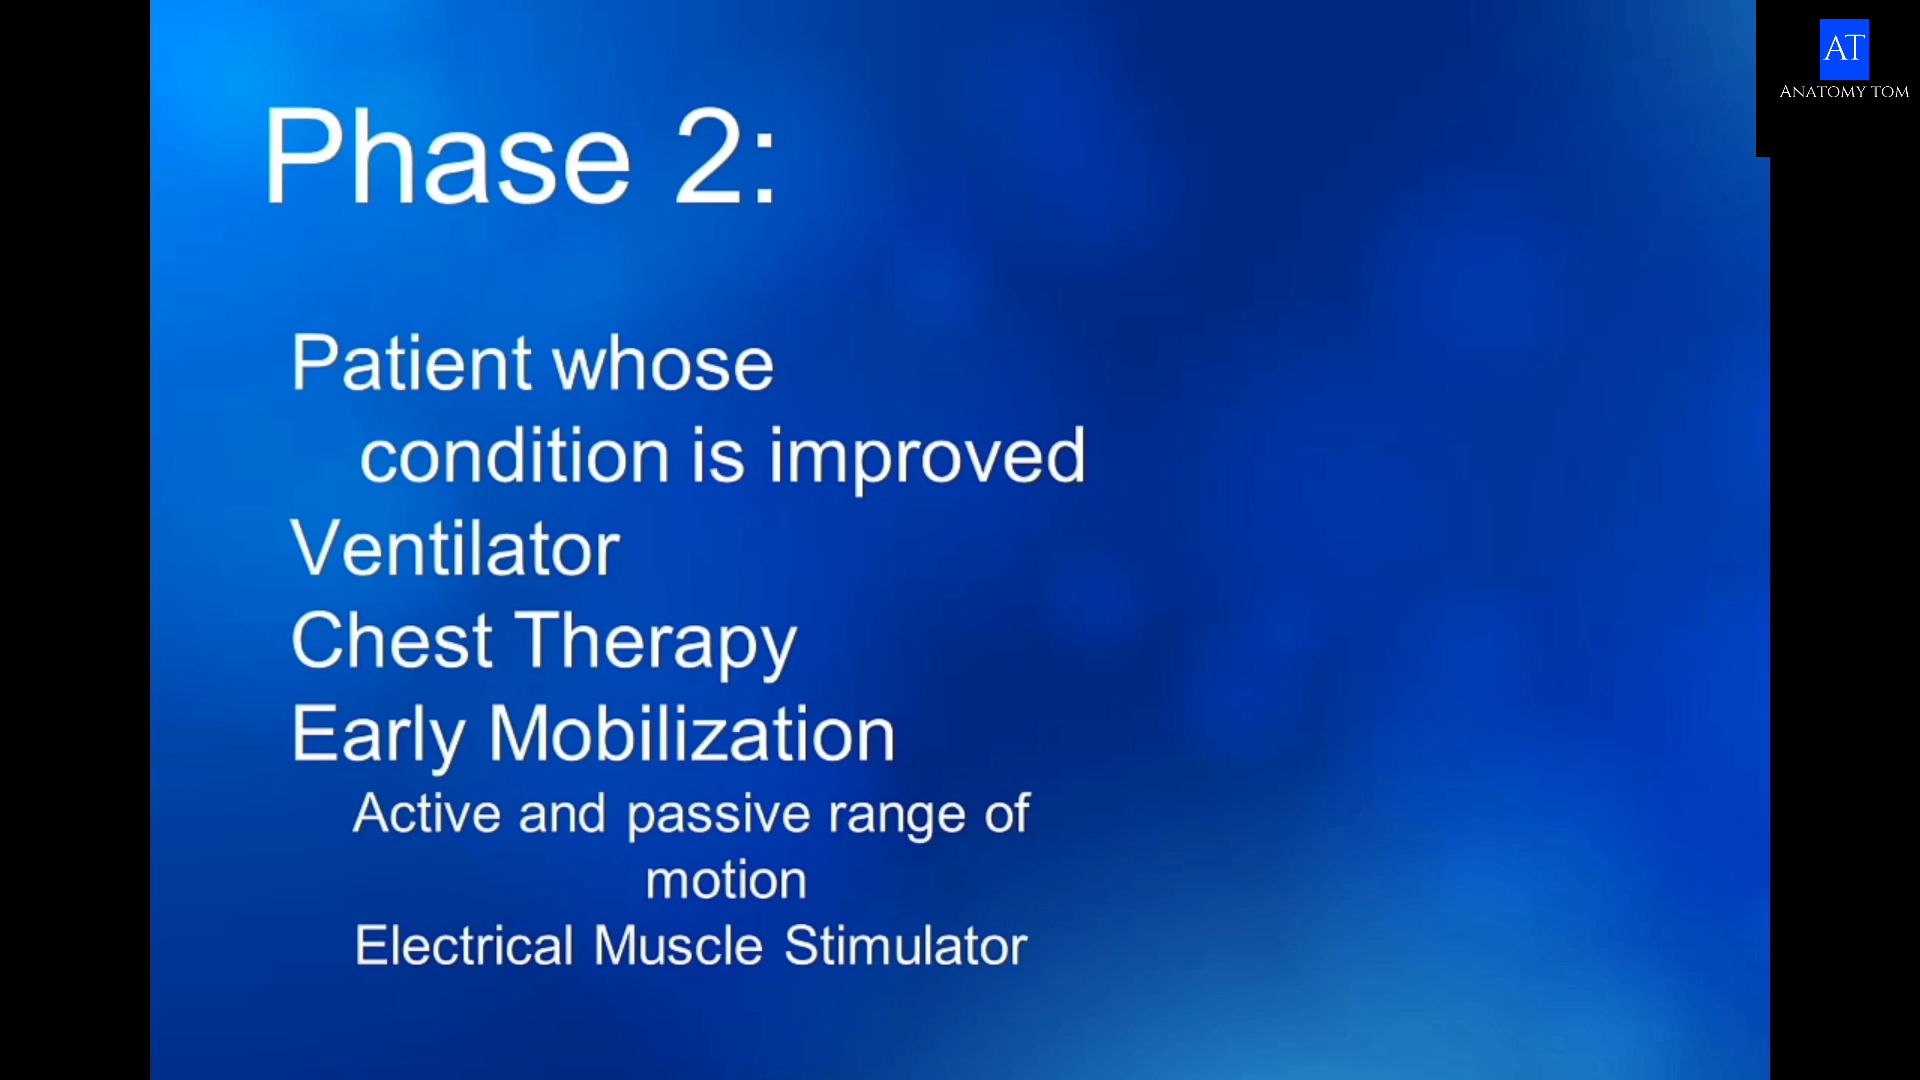 AT
ANATOMY TOM
Phase 2:
Patient whose
condition is improved
Ventilator
Chest Therapy
Early Mobilization
Active and passive range of
motion
Electrical Muscle Stimulator